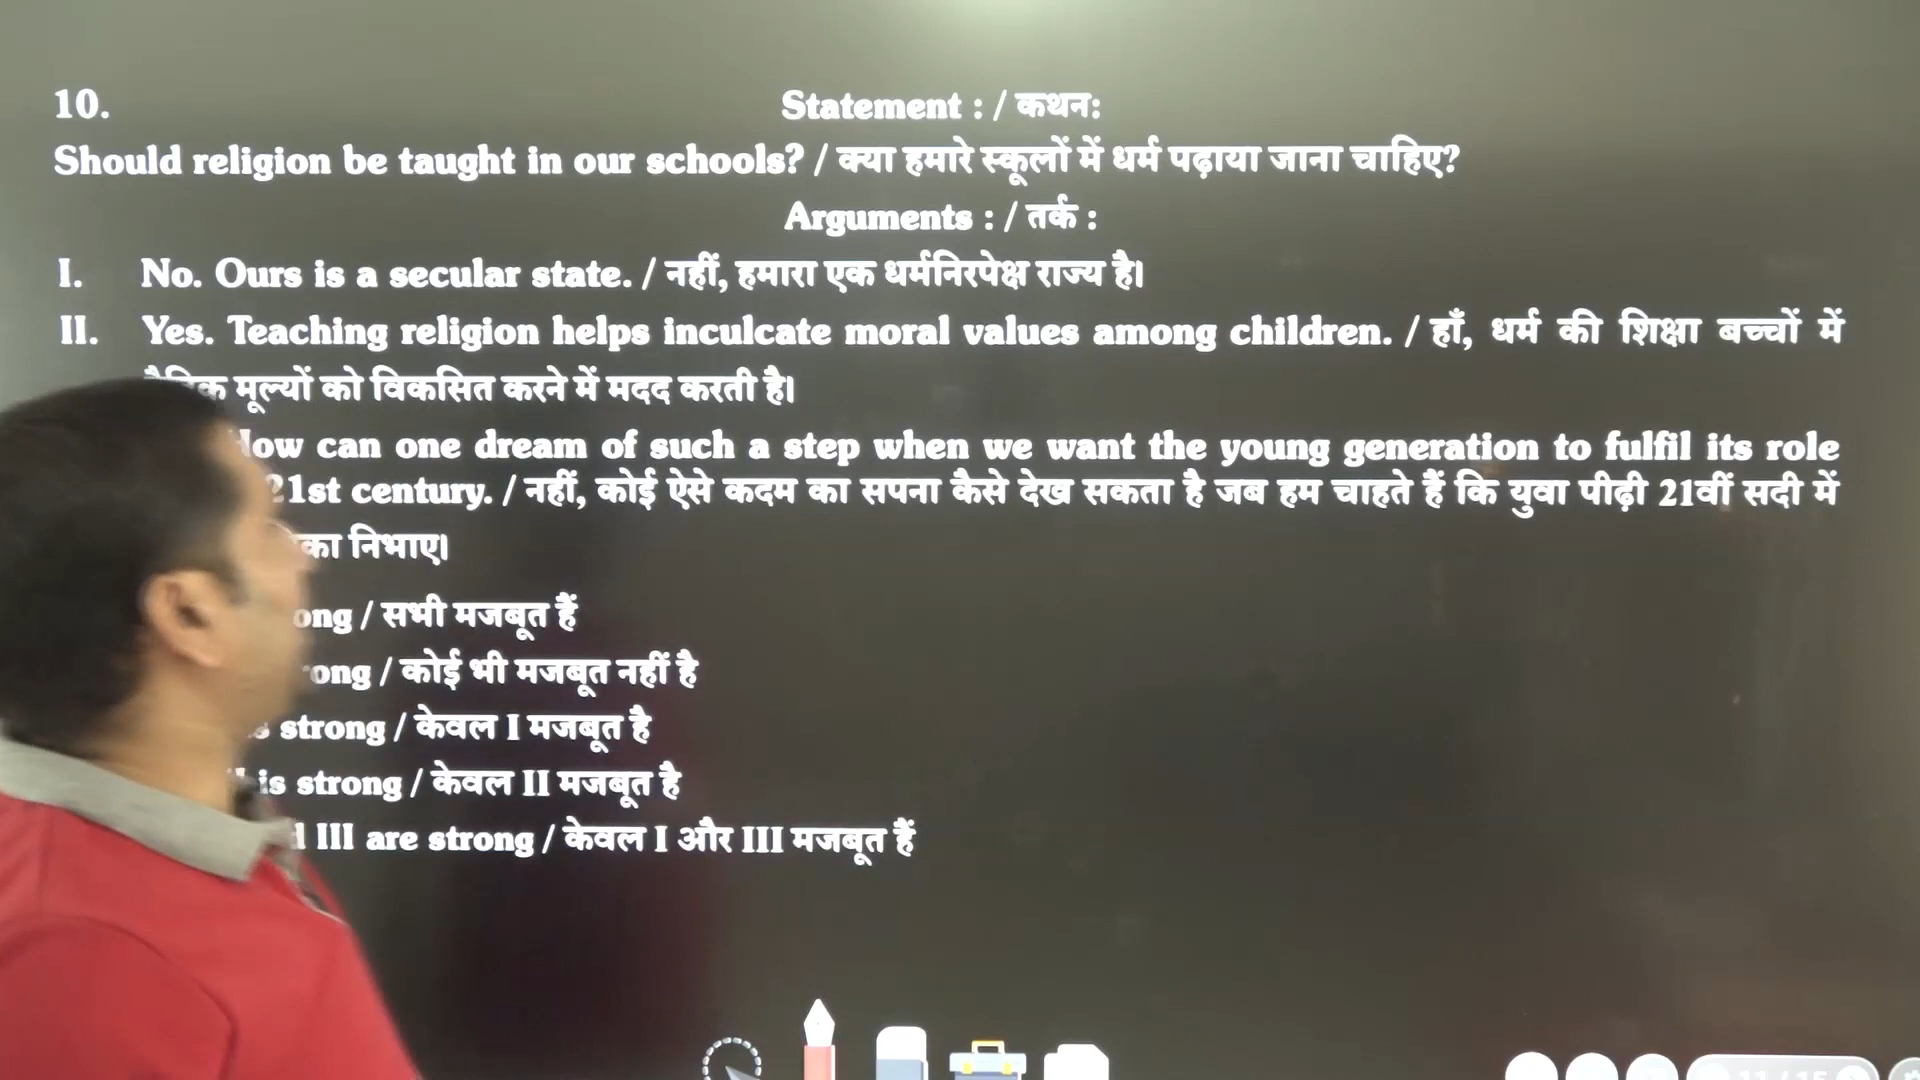 10. Statement : / कथन:
Should religion be taught in our schools? / क्या हमारे स्कूलों में धर्म पढ़ाया जाना चाहिए?
Arguments : / तर्क :
I. No. Ours is a secular state. / नहीं, हमारा एक धर्मनिरपेक्ष राज्य है।
II. Yes. Teaching religion helps inculcate moral values among children. / हाँ, धर्म की शिक्षा बच्चों में
मूल्यों को विकसित करने में मदद करती है।
can one dream of such a step when we want the young generation to fulfil its role
21st century. / नहीं, कोई ऐसे कदम का सपना कैसे देख सकता है जब हम चाहते हैं कि युवा पीढ़ी 21वीं सदी में
निभाए।
/ सभी मजबूत हैं
/ कोई भी मजबूत नहीं है
strong / केवल I मजबूत है
is strong / केवल II मजबूत है
III are strong / केवल I और III मजबूत हैं